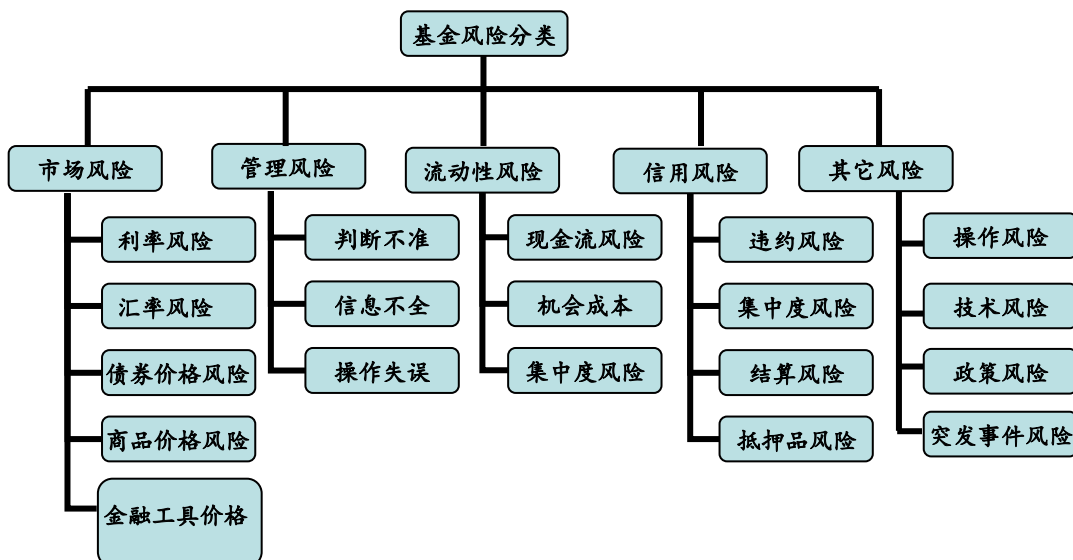 基金风险分类
市场风险
利率风险
汇率风险
债券价格风险
商品价格风险
金融工具价格
管理风险
判断不准
信息不全
操作失误
流动性风险
现金流风险
机会成本
集中度风险
信用风险
违约风险
集中度风险
结算风险
抵押品风险
其它风险
操作风险
技术风险
政策风险
突发事件风险